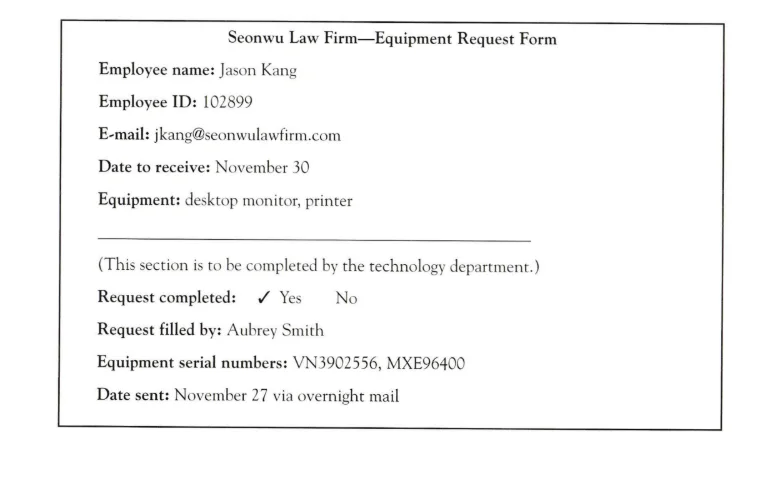 Seonwu Law Firm—Equipment Request Form
Employee name: Jason Kang
Employee ID: 102899
E-mail: jkang@seonwulawfirm.com
Date to receive: November 30
Equipment: desktop monitor, printer
(This section is to be completed by the technology department.)
Request completed: ✓ Yes No
Request filled by: Aubrey Smith
Equipment serial numbers: VN3902556, MXE96400
Date sent: November 27 via overnight mail